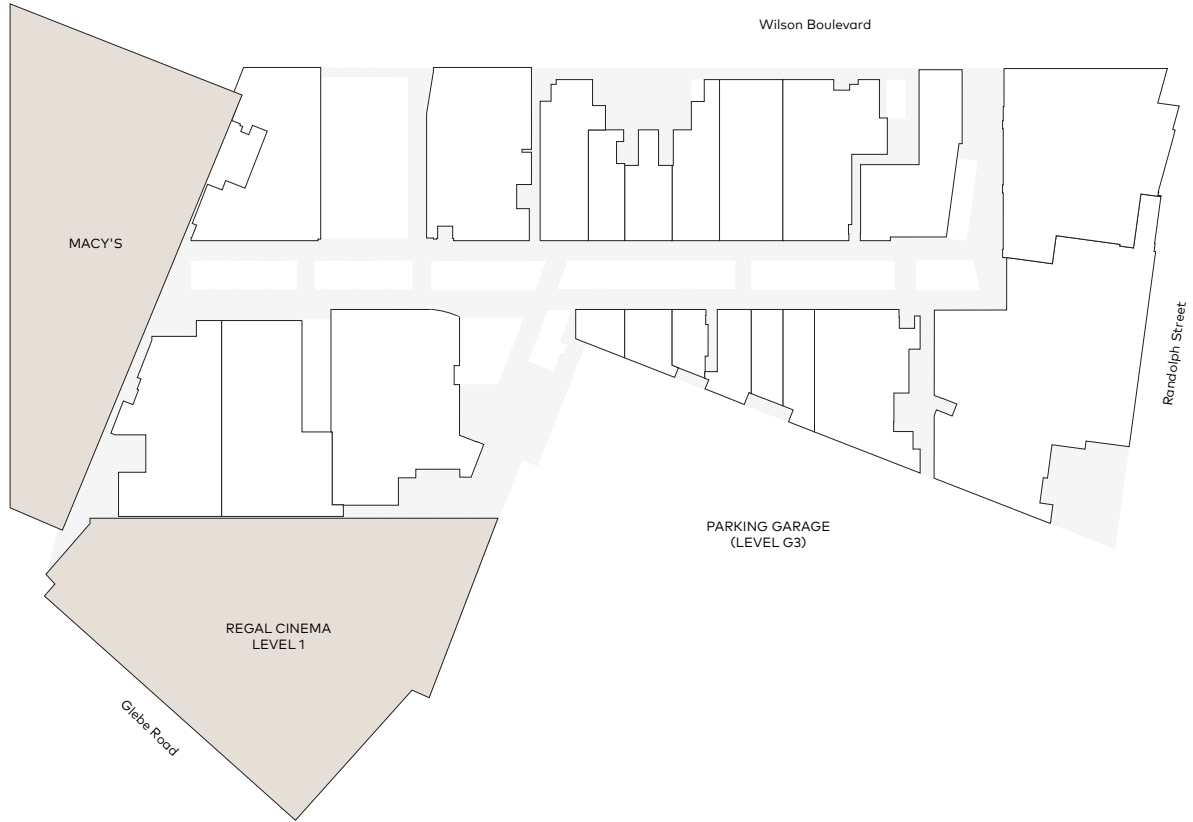 Wilson Boulevard
MACY'S
Randolph Street
PARKING GARAGE
(LEVEL G3)
REGAL CINEMA
LEVEL 1
Glebe Road